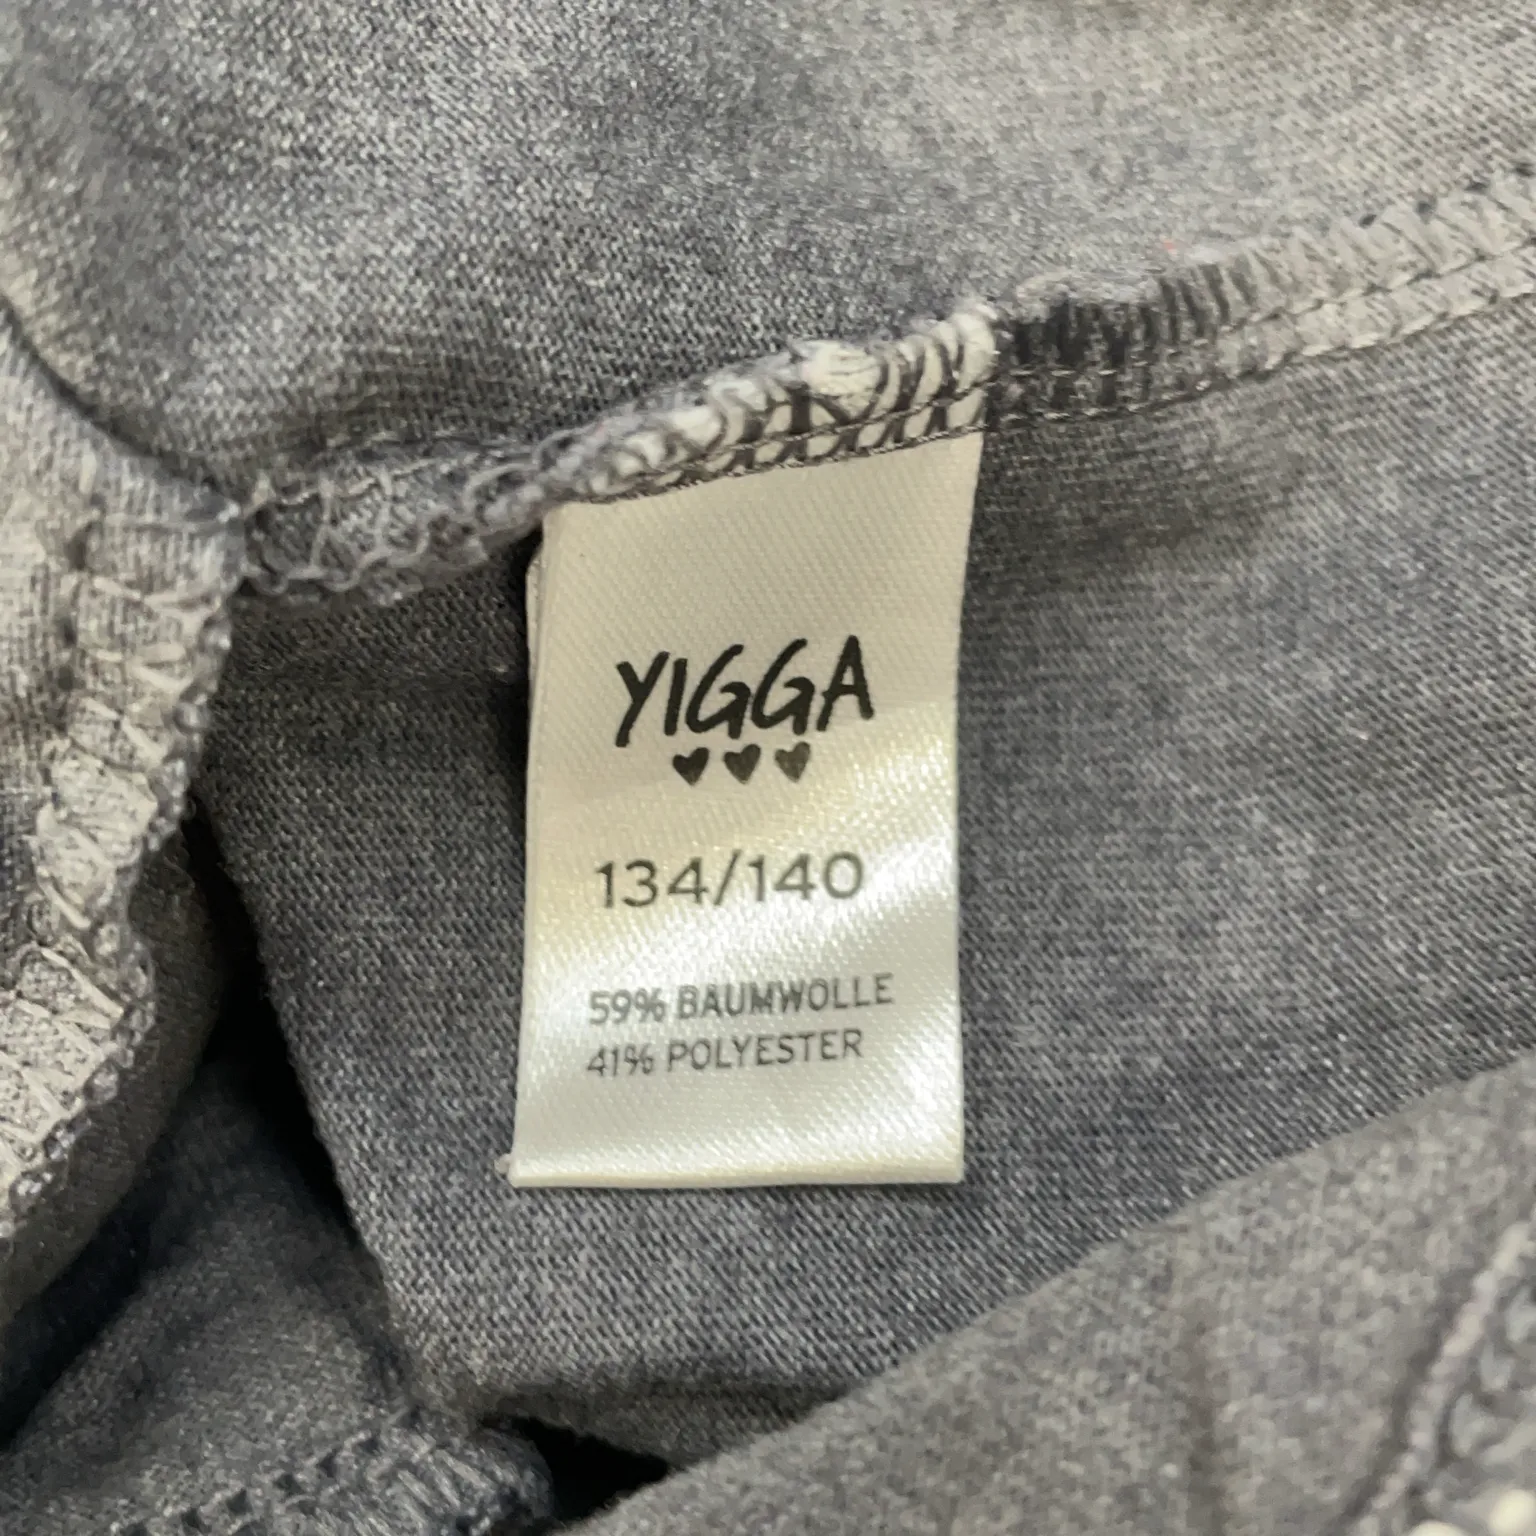 YIGGA
134/140
59% BAUMWOLLE
41% POLYESTER